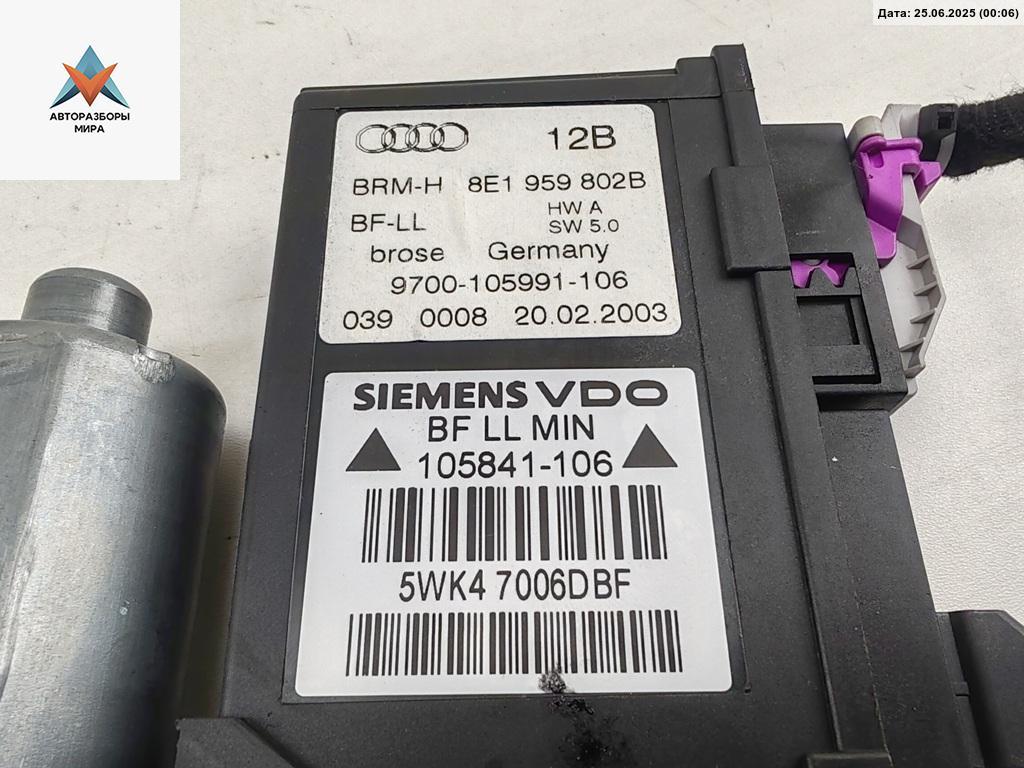 Дата: 25.06.2025 (00:06)
АВТОРАЗБОРЫ
МИРА
12B
BRM-H 8E1 959 802B
BF-LL HW A
SW 5.0
brose Germany
9700-105991-106
039 0008 20.02.2003
SIEMENS VDO
BF LL MIN
105841-106
5WK4 7006DBF